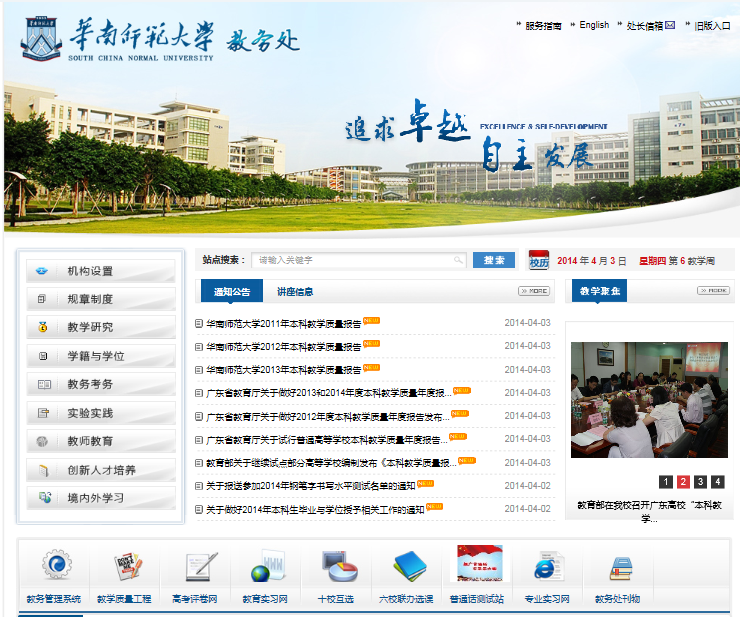 服务指南 English 处长信箱 旧版入口
華南師範大學 教务处
SOUTH CHINA NORMAL UNIVERSITY
追求卓越 EXCELLENCE & SELF-DEVELOPMENT
自主发展
站点搜索： 请输入关键字 搜索 校历 2014 年 4 月 3 日 星期四 第 6 教学周
机构设置
规章制度
教学研究
学籍与学位
教务考务
实验实践
教师教育
创新人才培养
境内外学习
通知公告 讲座信息 MORE
华南师范大学2011年本科教学质量报告 NEW 2014-04-03
华南师范大学2012年本科教学质量报告 NEW 2014-04-03
华南师范大学2013年本科教学质量报告 NEW 2014-04-03
广东省教育厅关于做好2013和2014年度本科教学质量年度报... NEW 2014-04-03
广东省教育厅关于做好2012年度本科教学质量年度报告发布... NEW 2014-04-03
广东省教育厅关于试行普通高等学校本科教学质量年度报告... NEW 2014-04-03
教育部关于继续试点部分高等学校编制发布《本科教学质量报... NEW 2014-04-03
关于报送参加2014年钢笔字书写水平测试名单的通知 NEW 2014-04-02
关于做好2014年本科生毕业与学位授予相关工作的通知 NEW 2014-04-02
教学聚焦 MORE
1 2 3 4
教育部在我校召开广东高校“本科教
学...
教务管理系统 教学质量工程 高考评卷网 教育实习网 十校互选 六校联办选课 普通话测试站 专业实习网 教务处刊物